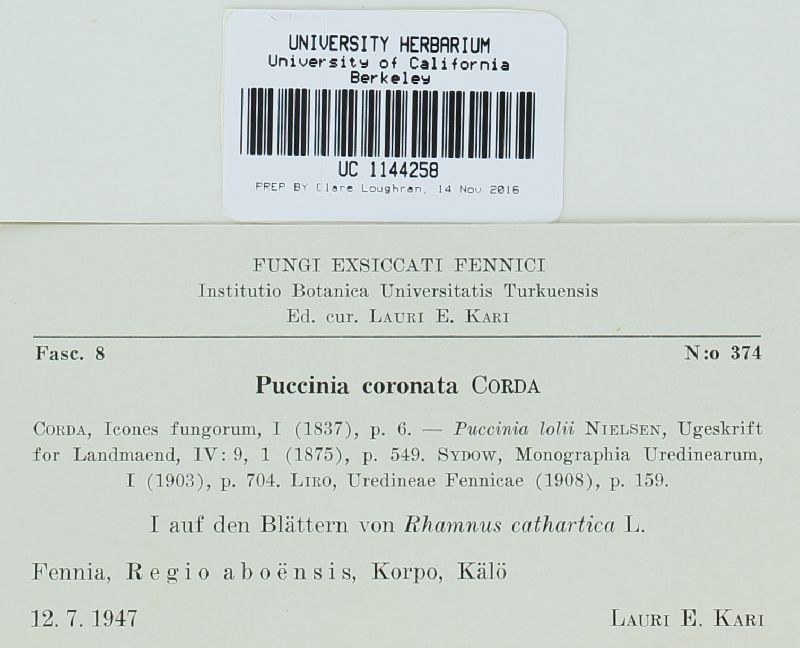 UNIVERSITY HERBARIUM
University of California
Berkeley
UC 1144258
PREP BY Clare Loughran, 14 Nov 2016
FUNGI EXSICCATI FENNICI
Institutio Botanica Universitatis Turkuensis
Ed. cur. LAURI E. KARI
Fasc. 8 N:o 374
Puccinia coronata CORDA
CORDA, Icones fungorum, I (1837), p. 6. — Puccinia lolii NIELSEN, Ugeskrift
for Landmaend, IV: 9, 1 (1875), p. 549. SYDOW, Monographia Uredinearum,
I (1903), p. 704. LIRO, Uredineae Fennicae (1908), p. 159.
I auf den Blättern von Rhamnus cathartica L.
Fennia, Regio aboënsis, Korpo, Kälö
12. 7. 1947 LAURI E. KARI